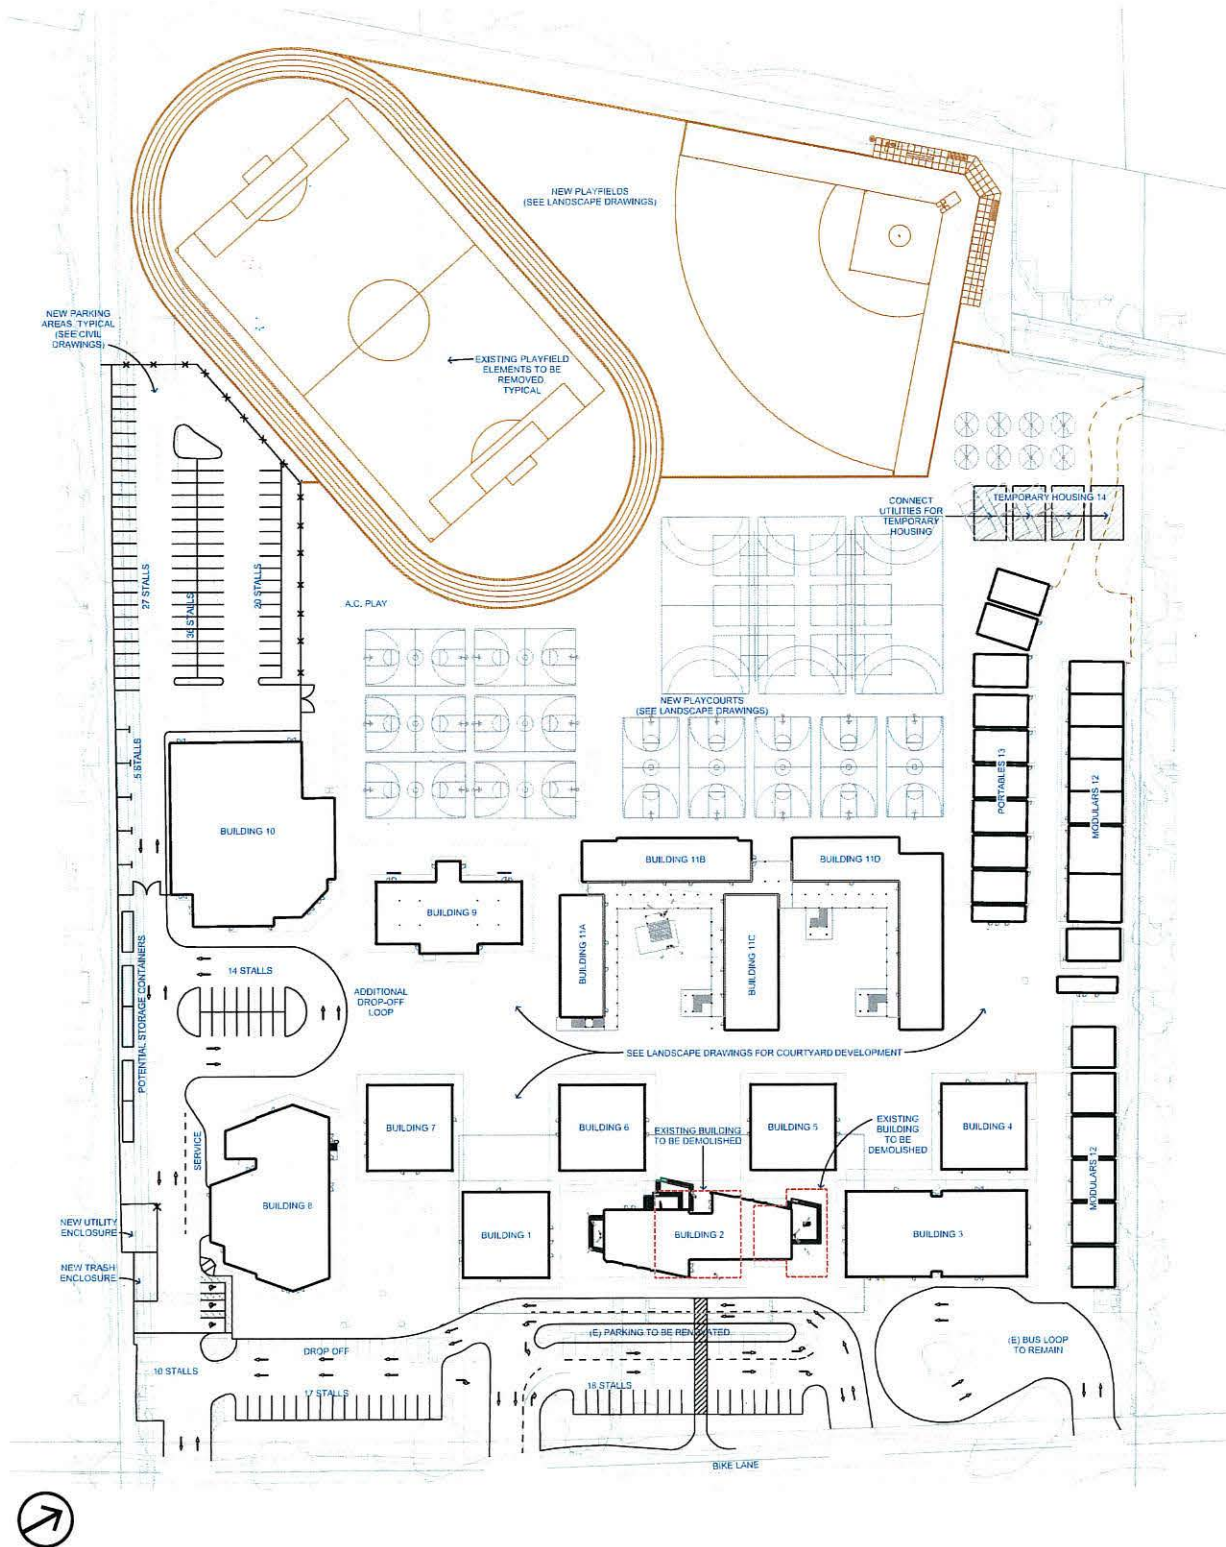 NEW PLAYFIELDS
(SEE LANDSCAPE DRAWINGS)
NEW PARKING
AREAS, TYPICAL
(SEE CIVIL
DRAWINGS)
EXISTING PLAYFIELD
ELEMENTS TO BE
REMOVED,
TYPICAL
CONNECT
UTILITIES FOR
TEMPORARY
HOUSING
TEMPORARY HOUSING 14
27 STALLS
36 STALLS
20 STALLS
A.C. PLAY
NEW PLAYCOURTS
(SEE LANDSCAPE DRAWINGS)
5 STALLS
PORTABLES 13
MODULARS 12
BUILDING 10
BUILDING 9
BUILDING 11B
BUILDING 11D
BUILDING 11A
BUILDING 11C
POTENTIAL STORAGE CONTAINERS
14 STALLS
ADDITIONAL
DROP-OFF
LOOP
SEE LANDSCAPE DRAWINGS FOR COURTYARD DEVELOPMENT
SERVICE
BUILDING 7
BUILDING 6
BUILDING 5
BUILDING 4
EXISTING BUILDING
TO BE DEMOLISHED
EXISTING
BUILDING
TO BE
DEMOLISHED
MODULARS 12
BUILDING 8
BUILDING 1
BUILDING 2
BUILDING 3
NEW UTILITY
ENCLOSURE
NEW TRASH
ENCLOSURE
(E) PARKING TO BE RENOVATED
(E) BUS LOOP
TO REMAIN
DROP OFF
10 STALLS
17 STALLS
18 STALLS
BIKE LANE